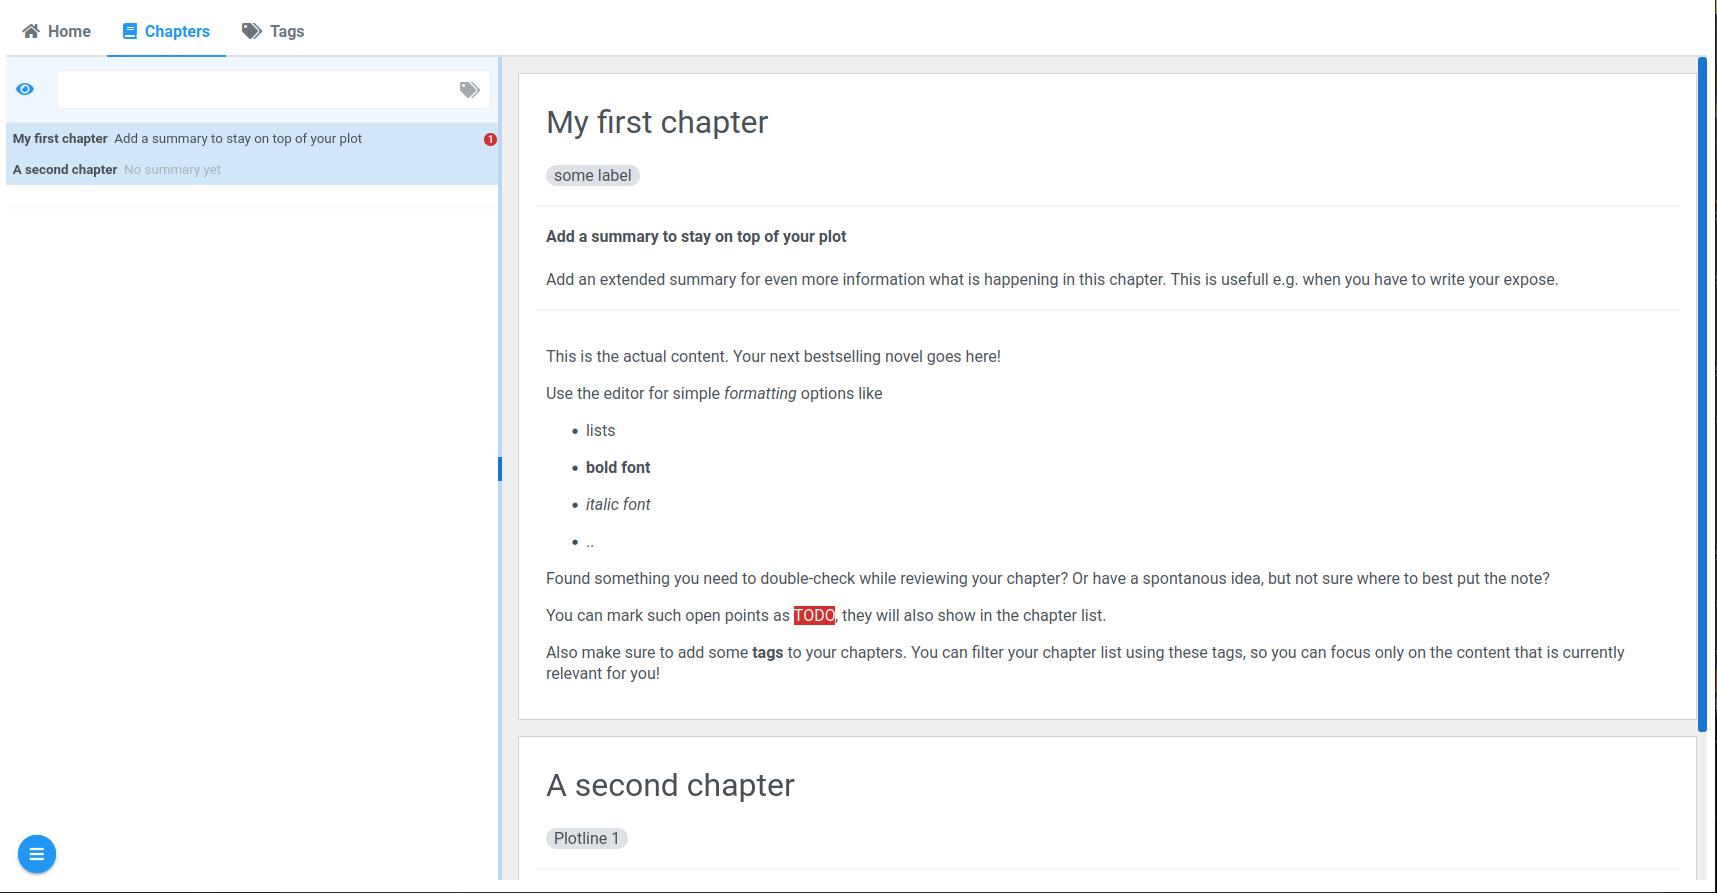 Home Chapters Tags
My first chapter Add a summary to stay on top of your plot 1
A second chapter No summary yet
My first chapter
some label
Add a summary to stay on top of your plot
Add an extended summary for even more information what is happening in this chapter. This is usefull e.g. when you have to write your expose.
This is the actual content. Your next bestselling novel goes here!
Use the editor for simple formatting options like
• lists
• bold font
• italic font
• ..
Found something you need to double-check while reviewing your chapter? Or have a spontanous idea, but not sure where to best put the note?
You can mark such open points as TODO, they will also show in the chapter list.
Also make sure to add some tags to your chapters. You can filter your chapter list using these tags, so you can focus only on the content that is currently
relevant for you!
A second chapter
Plotline 1